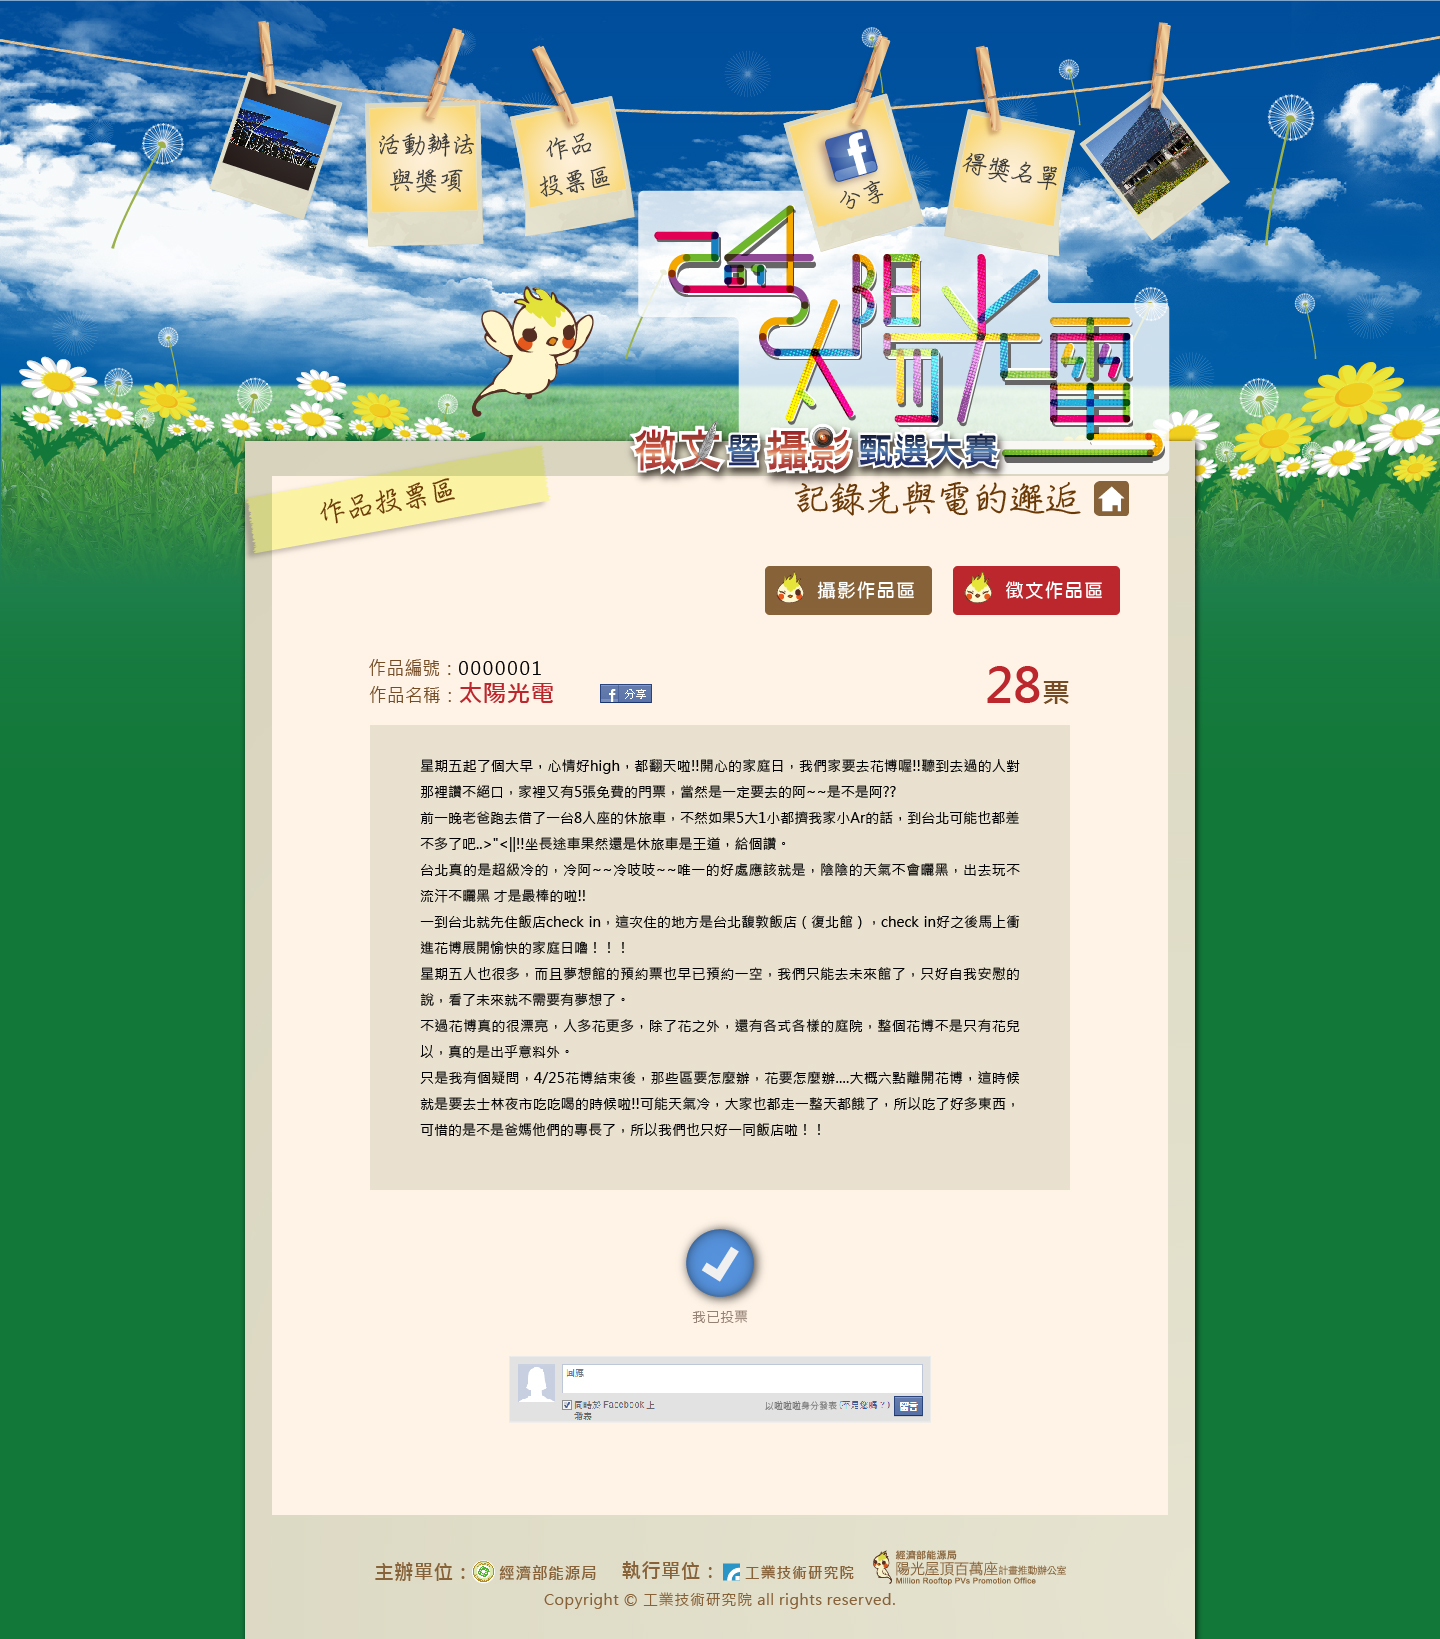 活動辦法
與獎項
作品
投票區
分享
得獎名單
愛上陽光電
徵文暨攝影甄選大賽
作品投票區
記錄光與電的邂逅
攝影作品區
徵文作品區
作品編號：0000001
作品名稱：太陽光電
分享
28票
星期五起了個大早，心情好high，都翻天啦!!開心的家庭日，我們家要去花博喔!!聽到去過的人對
那裡讚不絕口，家裡又有5張免費的門票，當然是一定要去的阿~~是不是阿??
前一晚老爸跑去借了一台8人座的休旅車，不然如果5大1小都擠我家小Ar的話，到台北可能也都差
不多了吧..>"<||!!坐長途車果然還是休旅車是王道，給個讚。
台北真的是超級冷的，冷阿~~冷吱吱~~唯一的好處應該就是，陰陰的天氣不會曬黑，出去玩不
流汗不曬黑 才是最棒的啦!!
一到台北就先住飯店check in，這次住的地方是台北馥敦飯店（復北館），check in好之後馬上衝
進花博展開愉快的家庭日嚕！！！
星期五人也很多，而且夢想館的預約票也早已預約一空，我們只能去未來館了，只好自我安慰的
說，看了未來就不需要有夢想了。
不過花博真的很漂亮，人多花更多，除了花之外，還有各式各樣的庭院，整個花博不是只有花兒
以，真的是出乎意料外。
只是我有個疑問，4/25花博結束後，那些區要怎麼辦，花要怎麼辦....大概六點離開花博，這時候
就是要去士林夜市吃吃喝的時候啦!!可能天氣冷，大家也都走一整天都餓了，所以吃了好多東西，
可惜的是不是爸媽他們的專長了，所以我們也只好一同飯店啦！！
我已投票
回應
同時於 Facebook 上
發表
以啦啦啦身分發表 (不是您嗎？)
留言
主辦單位：經濟部能源局
執行單位：工業技術研究院
經濟部能源局
陽光屋頂百萬座計畫推動辦公室
Million Rooftop PVs Promotion Office
Copyright © 工業技術研究院 all rights reserved.